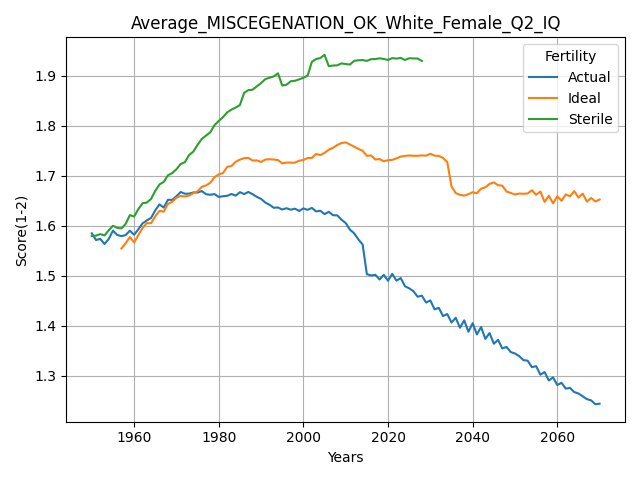 Average_MISCEGENATION_OK_White_Female_Q2_IQ
Fertility
Actual
Ideal
Sterile
Score(1-2)
1.9
1.8
1.7
1.6
1.5
1.4
1.3
1960 1980 2000 2020 2040 2060
Years